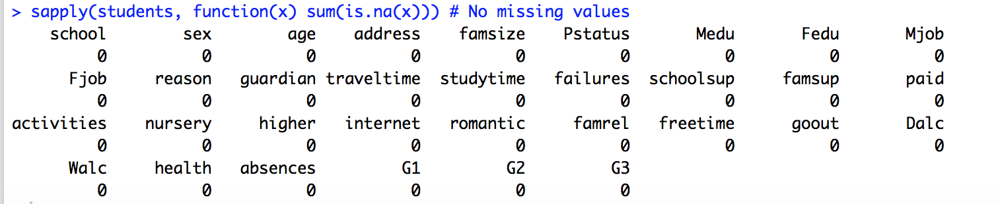 > sapply(students, function(x) sum(is.na(x))) # No missing values
school sex age address famsize Pstatus Medu Fedu Mjob
0 0 0 0 0 0 0 0 0
Fjob reason guardian traveltime studytime failures schoolsup famsup paid
0 0 0 0 0 0 0 0 0
activities nursery higher internet romantic famrel freetime goout Dalc
0 0 0 0 0 0 0 0 0
Walc health absences G1 G2 G3
0 0 0 0 0 0